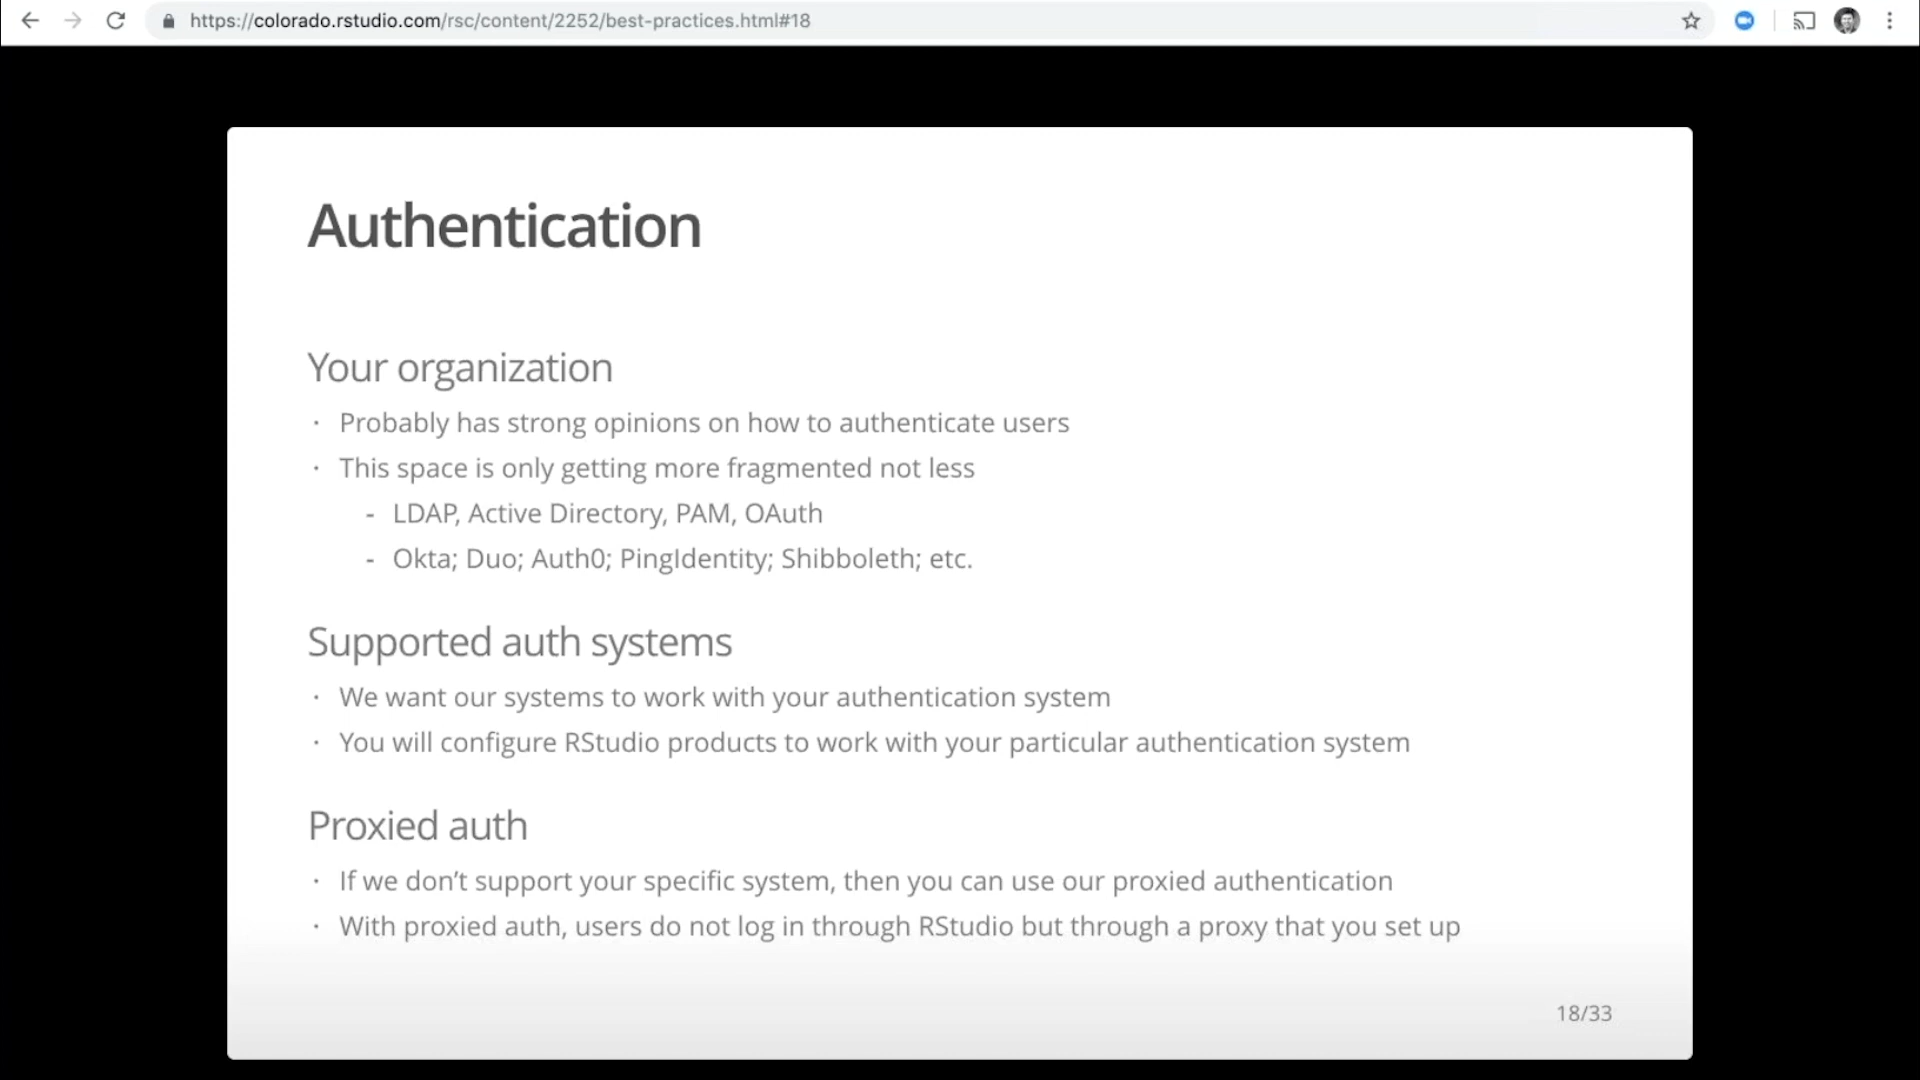 https://colorado.rstudio.com/rsc/content/2252/best-practices.html#18
Authentication
Your organization
· Probably has strong opinions on how to authenticate users
· This space is only getting more fragmented not less
- LDAP, Active Directory, PAM, OAuth
- Okta; Duo; Auth0; PingIdentity; Shibboleth; etc.
Supported auth systems
· We want our systems to work with your authentication system
· You will configure RStudio products to work with your particular authentication system
Proxied auth
· If we don’t support your specific system, then you can use our proxied authentication
· With proxied auth, users do not log in through RStudio but through a proxy that you set up
18/33